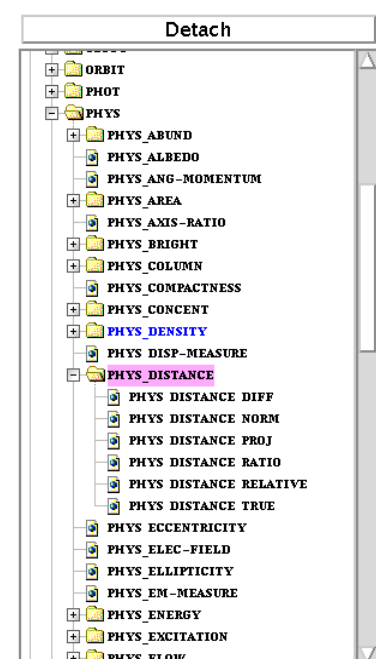 Detach
ORBIT
PHOT
PHYS
PHYS_ABUND
PHYS_ALBEDO
PHYS_ANG-MOMENTUM
PHYS_AREA
PHYS_AXIS-RATIO
PHYS_BRIGHT
PHYS_COLUMN
PHYS_COMPACTNESS
PHYS_CONCENT
PHYS_DENSITY
PHYS DISP-MEASURE
PHYS_DISTANCE
PHYS DISTANCE DIFF
PHYS DISTANCE NORM
PHYS DISTANCE PROJ
PHYS DISTANCE RATIO
PHYS DISTANCE RELATIVE
PHYS DISTANCE TRUE
PHYS ECCENTRICITY
PHYS_ELEC-FIELD
PHYS_ELLIPTICITY
PHYS_EM-MEASURE
PHYS_ENERGY
PHYS_EXCITATION
PHYS_FLOW